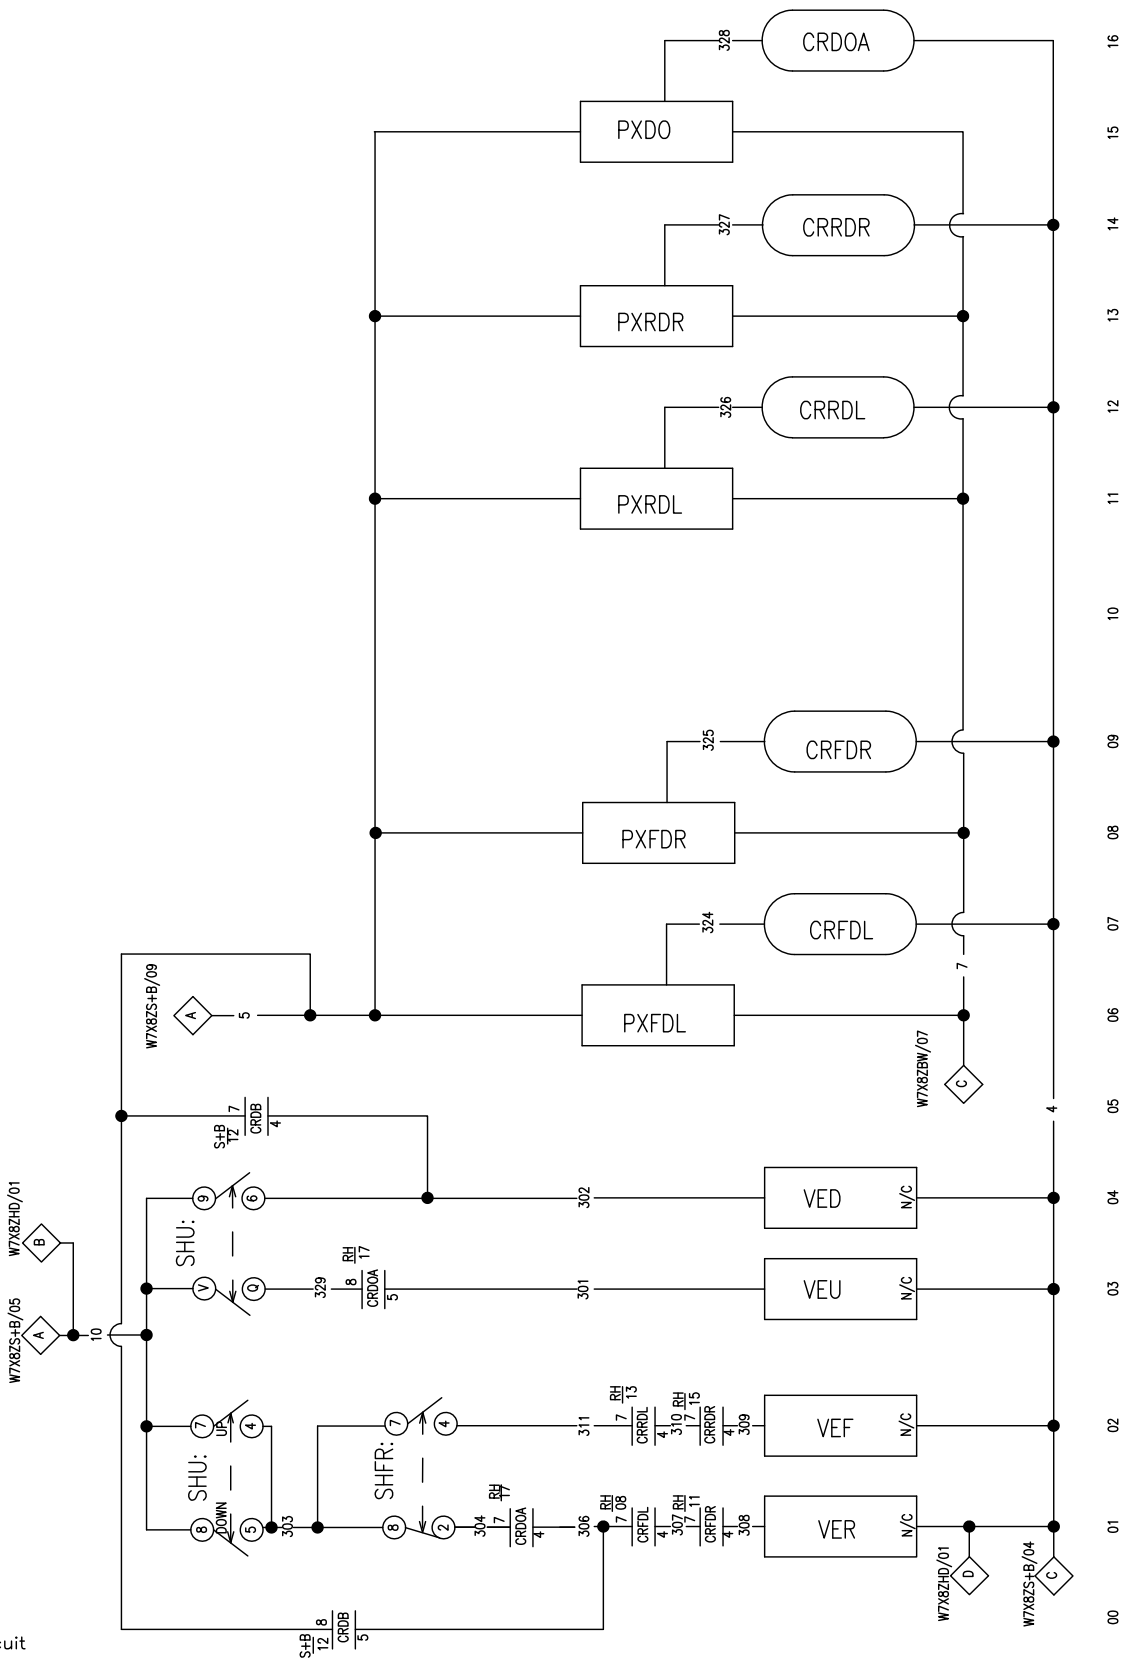 328
CRDOA
16
PXDO
15
327
CRRDR
14
PXRDR
13
326
CRRDL
12
PXRDL
11
10
325
CRFDR
09
PXFDR
08
324
CRFDL
07
W7X8ZS+B/09
A
5
PXFDL
7
06
W7X8ZBW/07
C
S+B
12
7
CRDB
4
4
05
W7X8ZHD/01
B
SHU:
9
6
302
VED
N/C
04
W7X8ZS+B/05
A
10
V
Q
329
RH
17
8
CRDOA
5
301
VEU
N/C
03
SHU:
7
UP
4
SHFR:
7
4
311
RH
13
7
CRRDL
4
310
RH
15
7
CRRDR
4
309
VEF
N/C
02
8
DOWN
5
303
8
2
304
RH
17
7
CRDOA
4
306
RH
08
7
CRFDL
4
307
RH
11
7
CRFDR
4
308
VER
N/C
01
W7X8ZHD/01
D
W7X8ZS+B/04
C
S+B
12
8
CRDB
5
00
uit